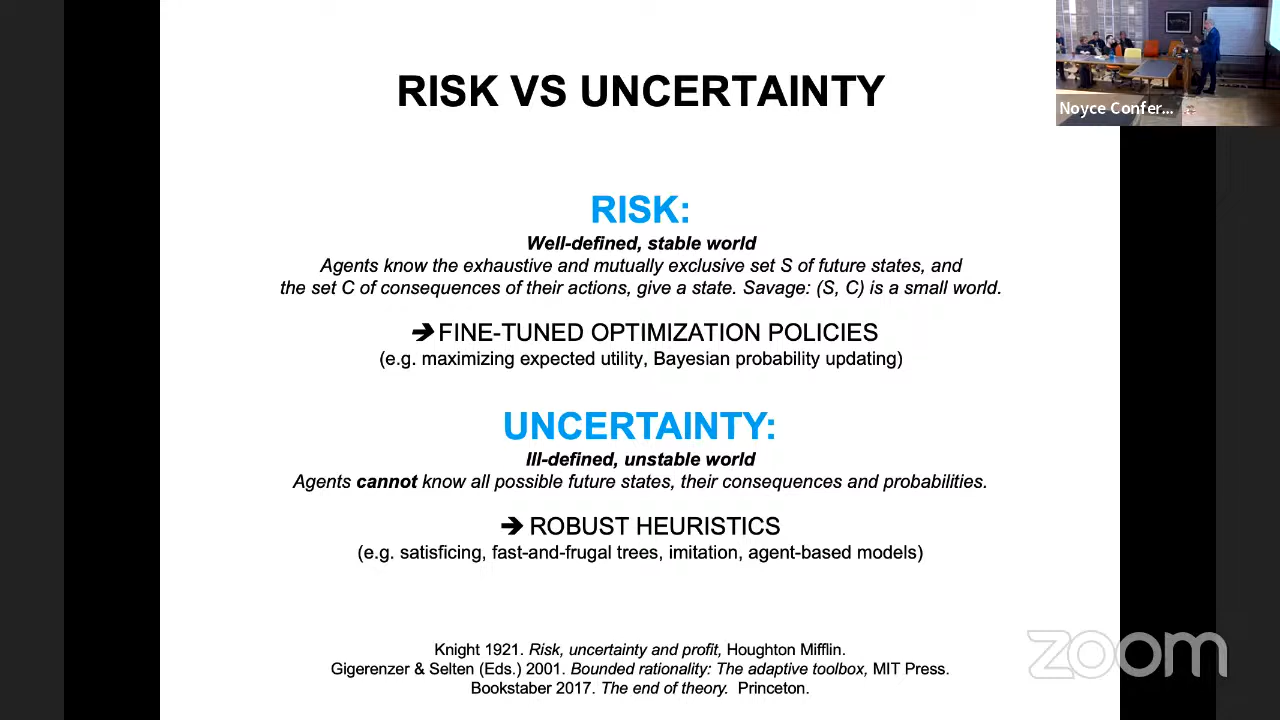 RISK VS UNCERTAINTY
Noyce Confer...
RISK:
Well-defined, stable world
Agents know the exhaustive and mutually exclusive set S of future states, and
the set C of consequences of their actions, give a state. Savage: (S, C) is a small world.
➔ FINE-TUNED OPTIMIZATION POLICIES
(e.g. maximizing expected utility, Bayesian probability updating)
UNCERTAINTY:
Ill-defined, unstable world
Agents cannot know all possible future states, their consequences and probabilities.
➔ ROBUST HEURISTICS
(e.g. satisficing, fast-and-frugal trees, imitation, agent-based models)
Knight 1921. Risk, uncertainty and profit, Houghton Mifflin.
Gigerenzer & Selten (Eds.) 2001. Bounded rationality: The adaptive toolbox, MIT Press.
Bookstaber 2017. The end of theory. Princeton.
zoom